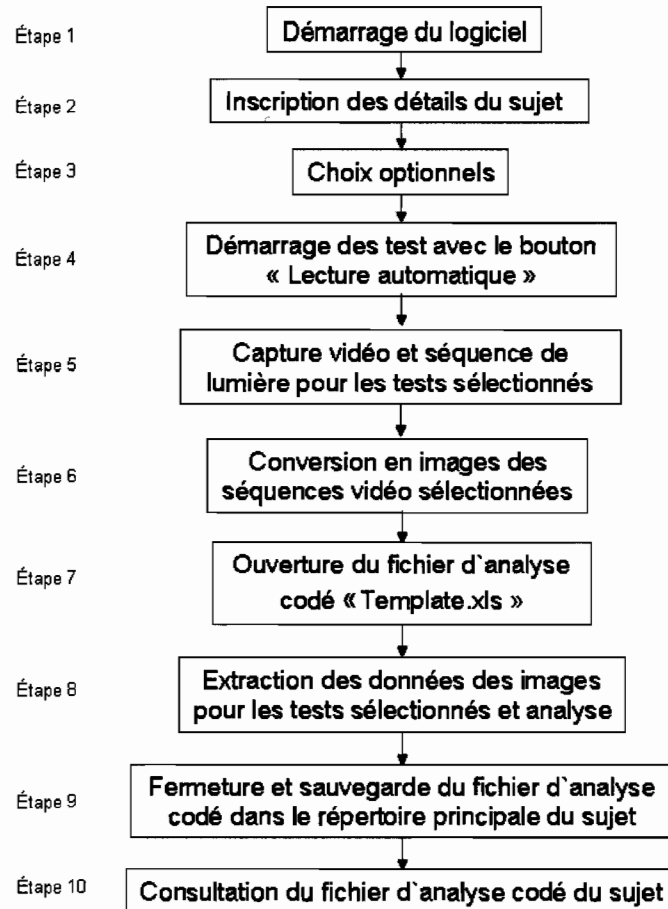 Étape 1
Démarrage du logiciel
Étape 2
Inscription des détails du sujet
Étape 3
Choix optionnels
Étape 4
Démarrage des test avec le bouton
« Lecture automatique »
Étape 5
Capture vidéo et séquence de
lumière pour les tests sélectionnés
Étape 6
Conversion en images des
séquences vidéo sélectionnées
Étape 7
Ouverture du fichier d`analyse
codé « Template.xls »
Étape 8
Extraction des données des images
pour les tests sélectionnés et analyse
Étape 9
Fermeture et sauvegarde du fichier d`analyse
codé dans le répertoire principale du sujet
Étape 10
Consultation du fichier d`analyse codé du sujet